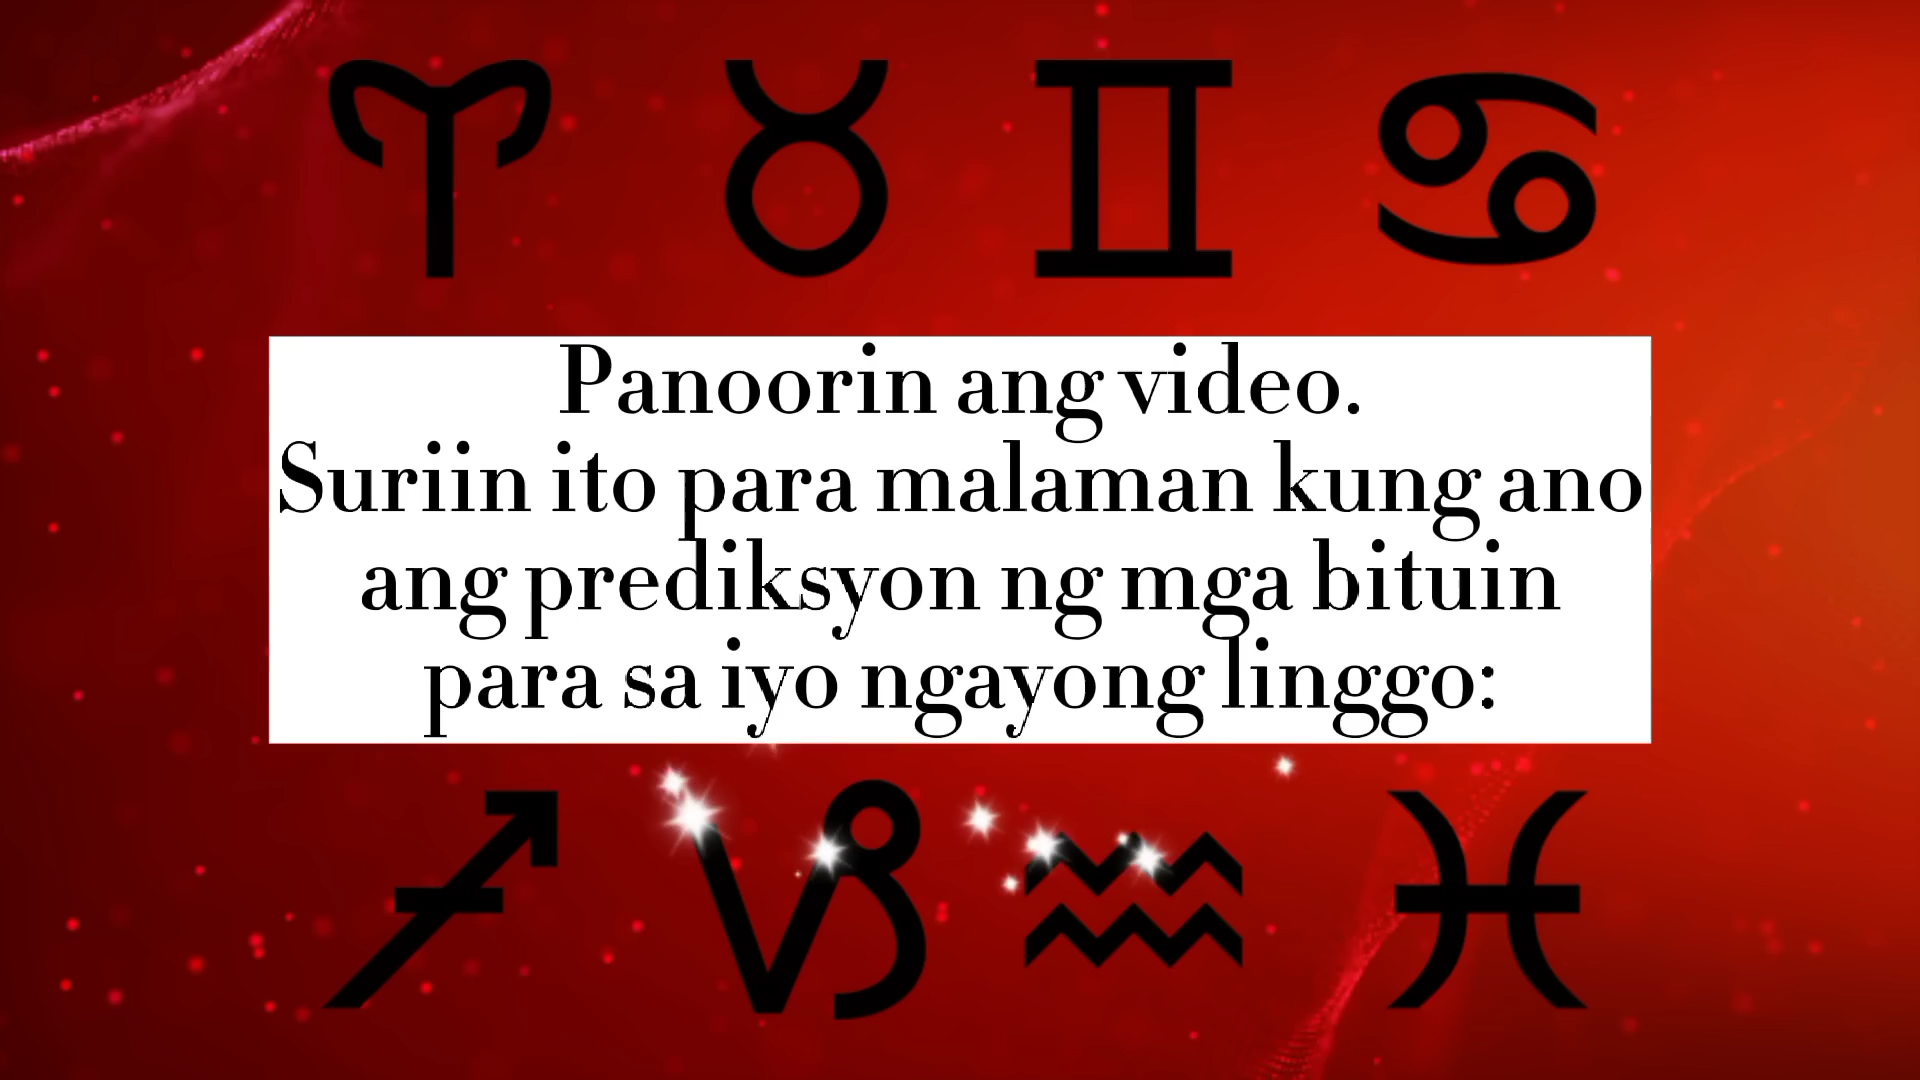 Panoorin ang video.
Suriin ito para malaman kung ano
ang prediksyon ng mga bituin
para sa iyo ngayong linggo: